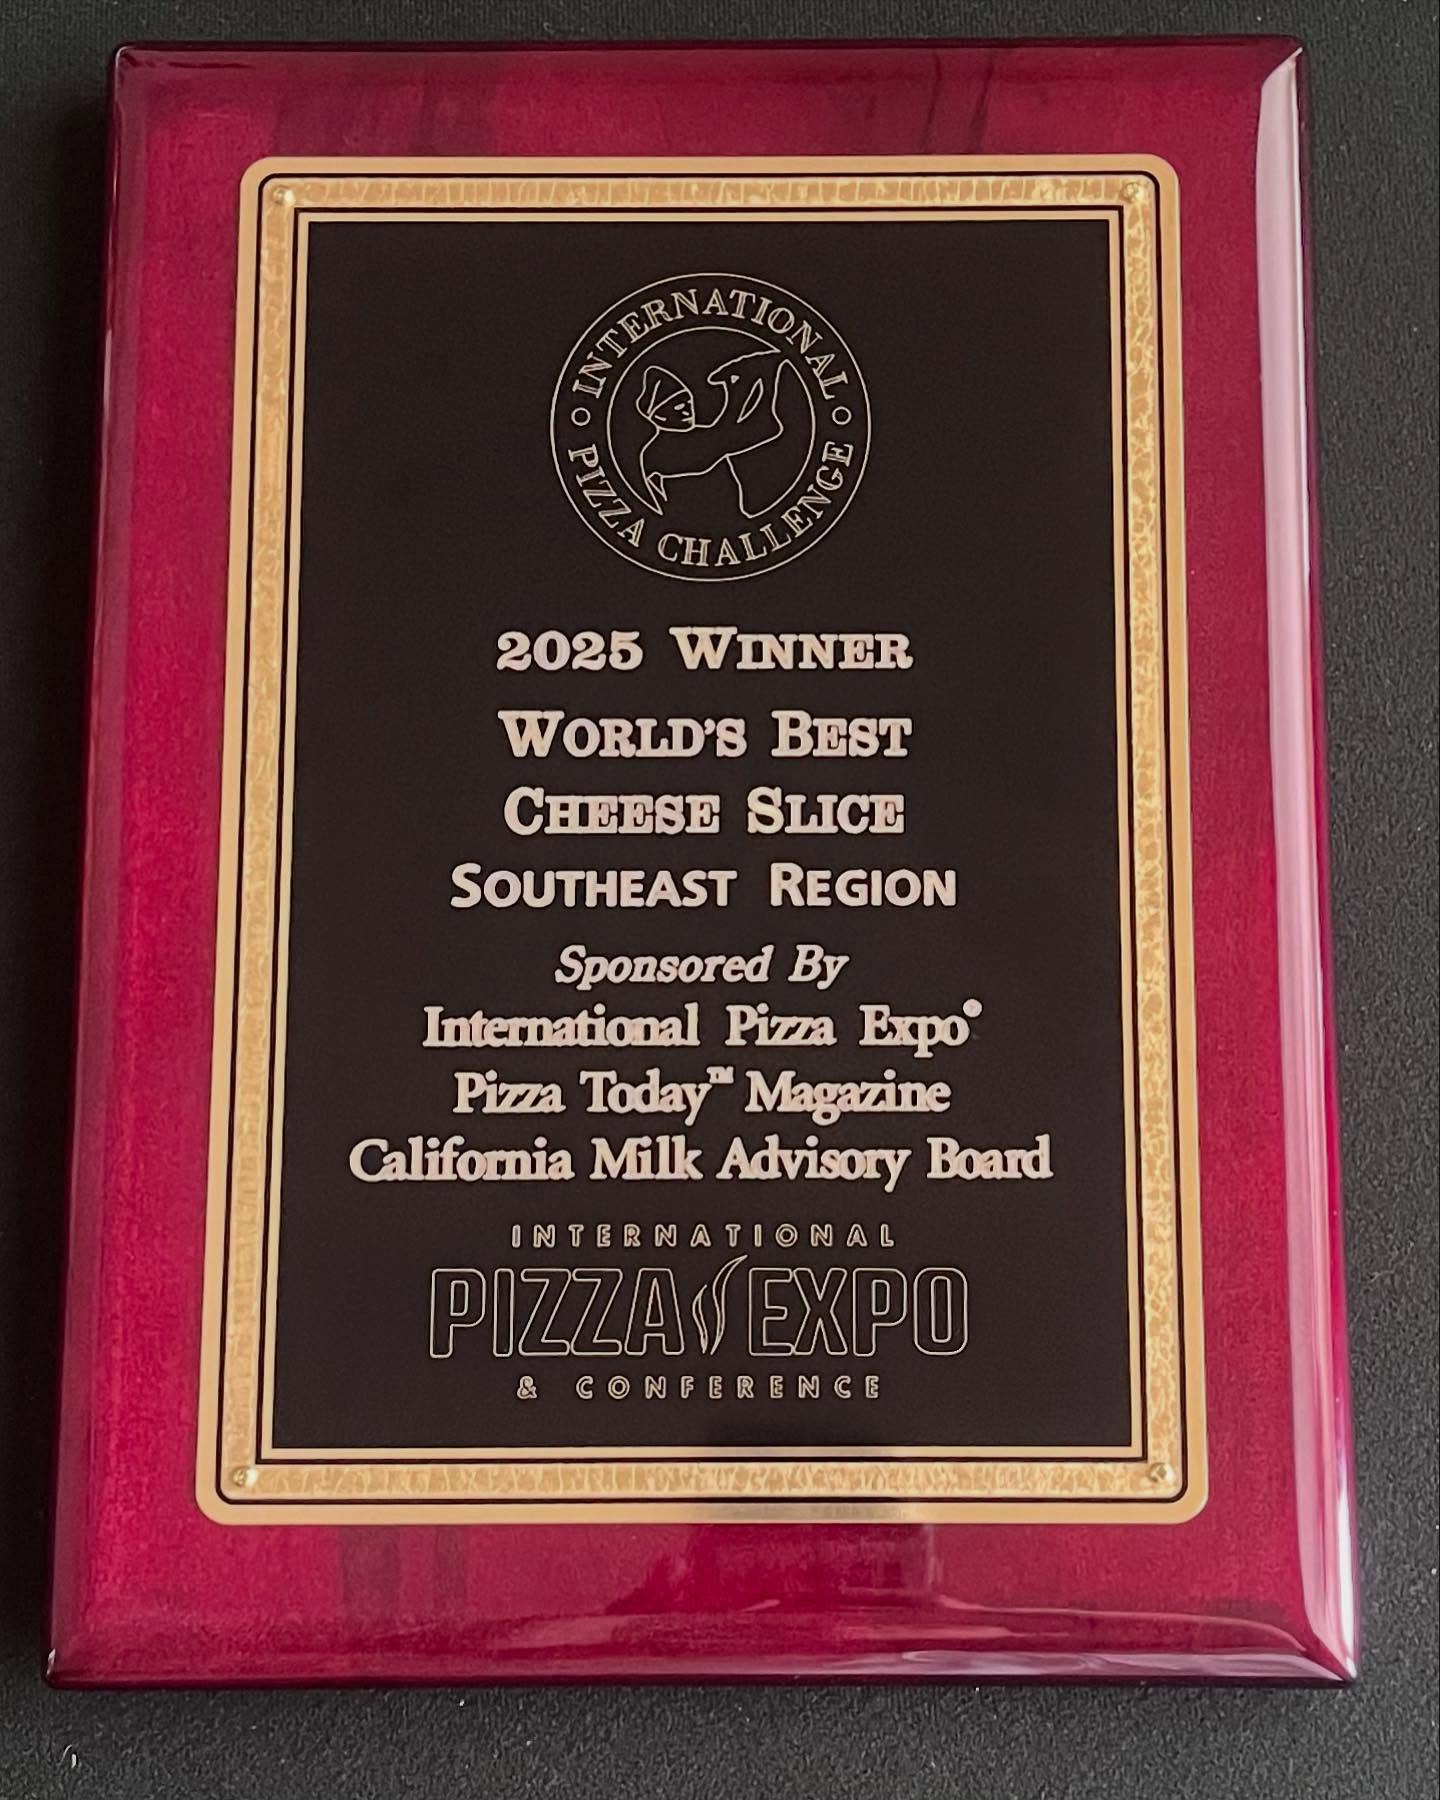 INTERNATIONAL
PIZZA CHALLENGE
2025 WINNER
WORLD'S BEST
CHEESE SLICE
SOUTHEAST REGION
Sponsored By
International Pizza Expo®
Pizza Today™ Magazine
California Milk Advisory Board
INTERNATIONAL
PIZZA EXPO
& CONFERENCE